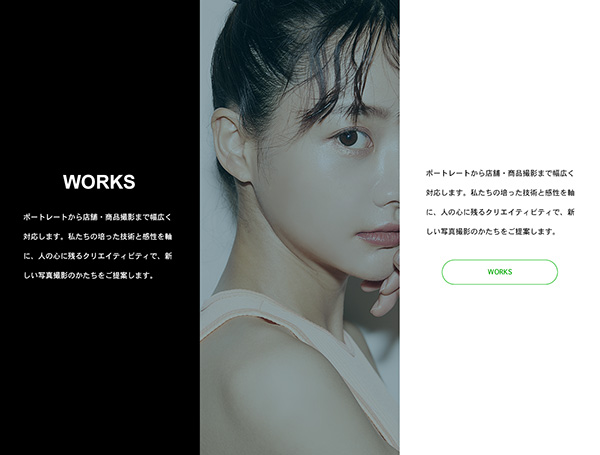 WORKS
ポートレートから店舗・商品撮影まで幅広く
対応します。私たちの培った技術と感性を軸
に、人の心に残るクリエイティビティで、新
しい写真撮影のかたちをご提案します。
ポートレートから店舗・商品撮影まで幅広く
対応します。私たちの培った技術と感性を軸
に、人の心に残るクリエイティビティで、新
しい写真撮影のかたちをご提案します。
WORKS